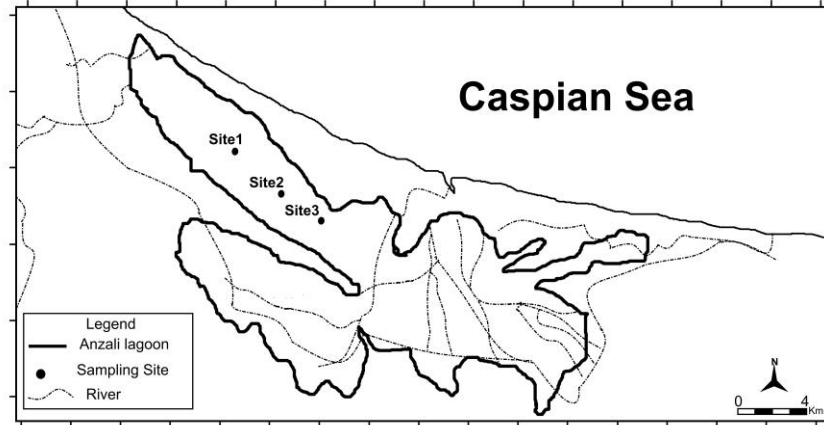 Caspian Sea
Site1
Site2
Site3
Legend
Anzali lagoon
Sampling Site
River
N
0 4
Km